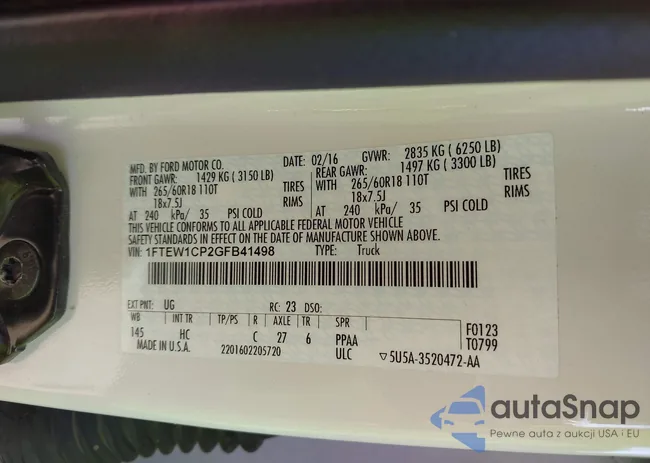 MFD. BY FORD MOTOR CO. DATE: 02/16 GVWR: 2835 KG ( 6250 LB)
FRONT GAWR: 1429 KG ( 3150 LB) REAR GAWR: 1497 KG ( 3300 LB)
WITH 265/60R18 110T TIRES WITH 265/60R18 110T TIRES
18x7.5J RIMS 18x7.5J RIMS
AT 240 kPa/ 35 PSI COLD AT 240 kPa/ 35 PSI COLD
THIS VEHICLE CONFORMS TO ALL APPLICABLE FEDERAL MOTOR VEHICLE
SAFETY STANDARDS IN EFFECT ON THE DATE OF MANUFACTURE SHOWN ABOVE.
VIN: 1FTEW1CP2GFB41498 TYPE: Truck
EXT PNT: UG RC: 23 DSO:
WB INT TR TP/PS R AXLE TR SPR F0123
145 HC C 27 6 PPAA T0799
MADE IN U.S.A. 2201602205720 ULC ▽5U5A-3520472-AA
autaSnap
Pewne auta z aukcji USA i EU